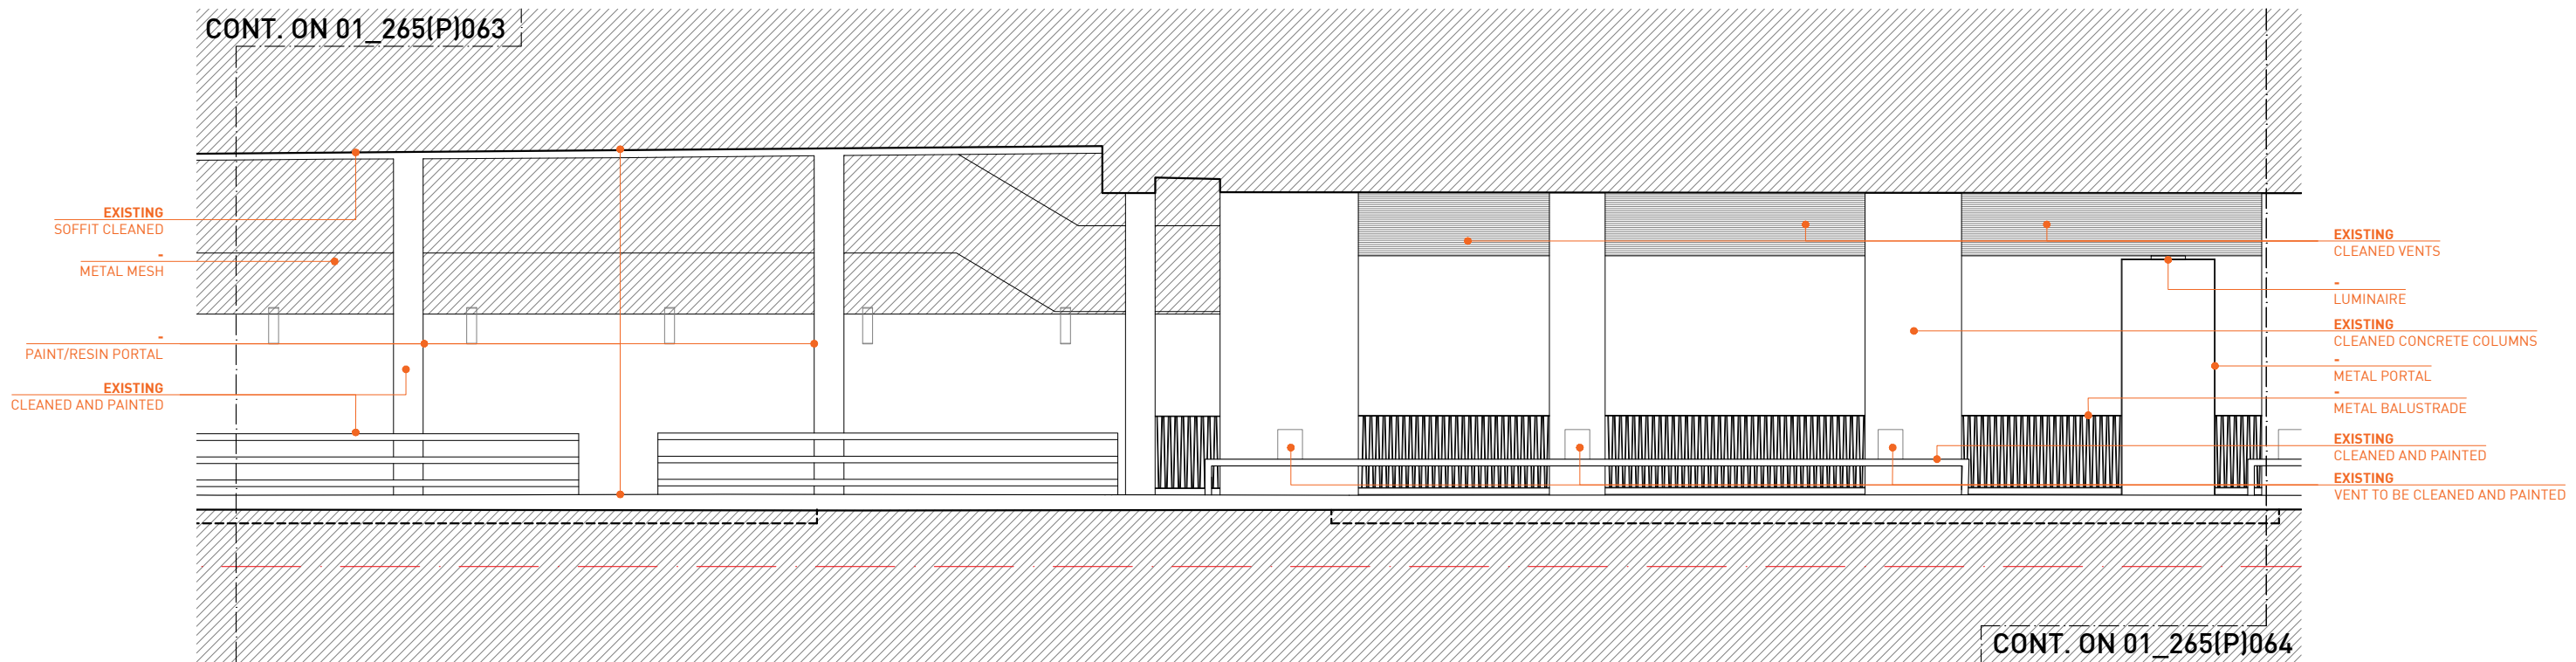 CONT. ON 01_265(P)063
EXISTING
SOFFIT CLEANED
-
METAL MESH
-
PAINT/RESIN PORTAL
EXISTING
CLEANED AND PAINTED
EXISTING
CLEANED VENTS
-
LUMINAIRE
EXISTING
CLEANED CONCRETE COLUMNS
-
METAL PORTAL
-
METAL BALUSTRADE
EXISTING
CLEANED AND PAINTED
EXISTING
VENT TO BE CLEANED AND PAINTED
CONT. ON 01_265(P)064